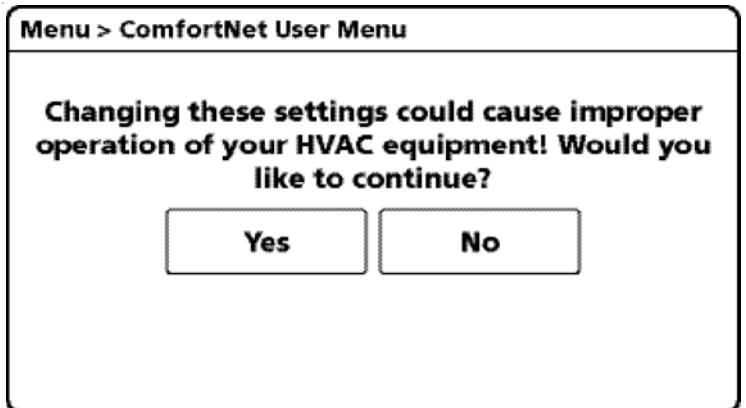 Menu > ComfortNet User Menu
Changing these settings could cause improper
operation of your HVAC equipment! Would you
like to continue?
Yes
No